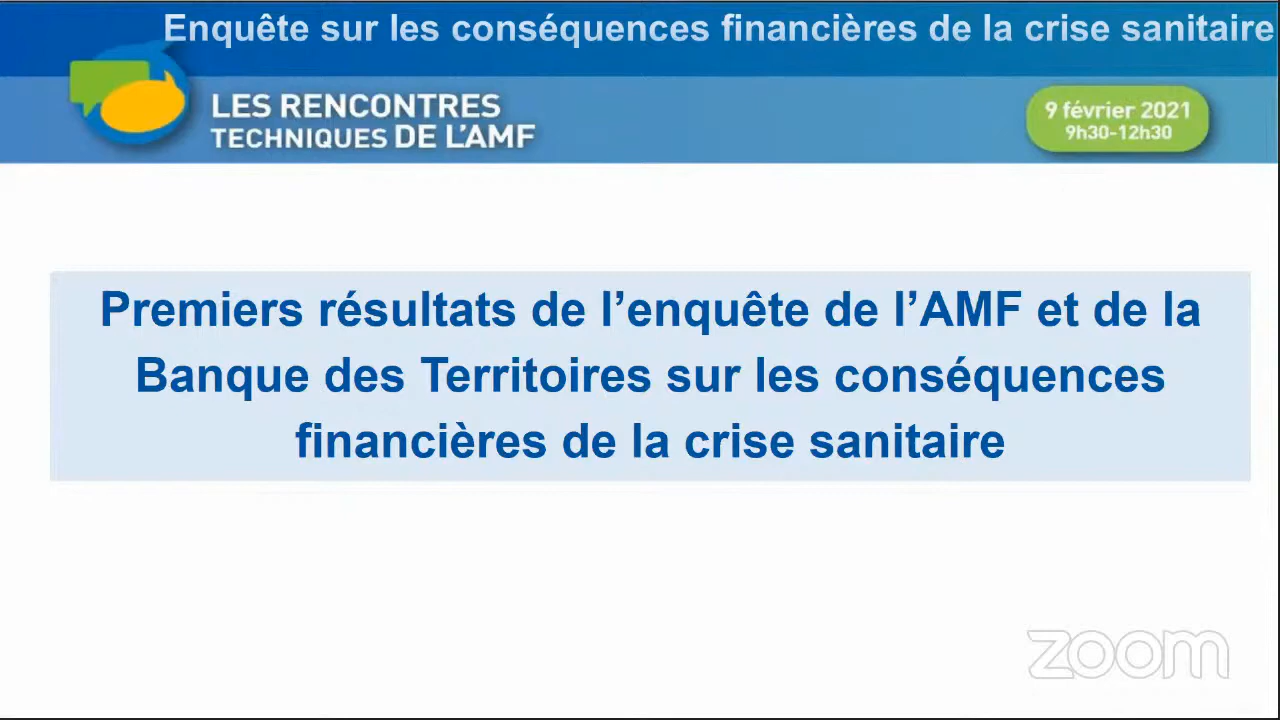 Enquête sur les conséquences financières de la crise sanitaire
LES RENCONTRES
TECHNIQUES DE L'AMF
9 février 2021
9h30-12h30
Premiers résultats de l’enquête de l’AMF et de la
Banque des Territoires sur les conséquences
financières de la crise sanitaire
zoom